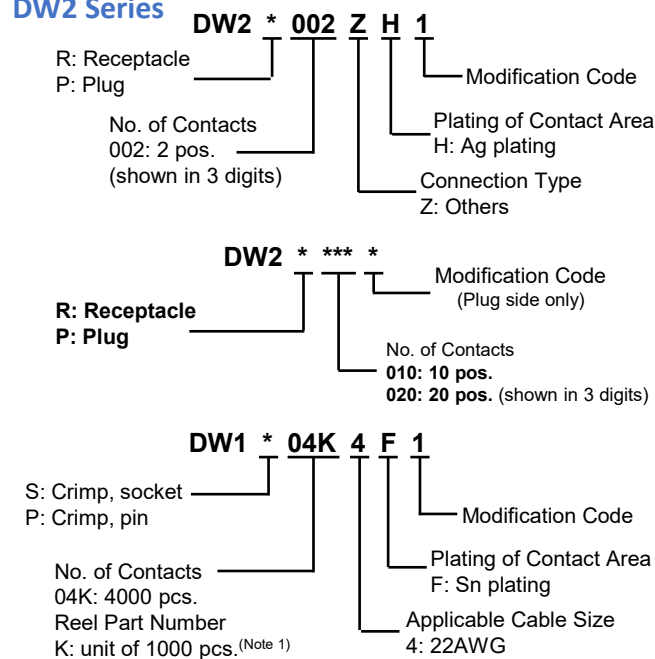 DW2 Series
DW2 * 002 Z H 1
R: Receptacle
P: Plug
Modification Code
No. of Contacts
002: 2 pos.
(shown in 3 digits)
Plating of Contact Area
H: Ag plating
Connection Type
Z: Others
DW2 * *** *
Modification Code
(Plug side only)
R: Receptacle
P: Plug
No. of Contacts
010: 10 pos.
020: 20 pos. (shown in 3 digits)
DW1 * 04K 4 F 1
S: Crimp, socket
P: Crimp, pin
Modification Code
No. of Contacts
04K: 4000 pcs.
Reel Part Number
K: unit of 1000 pcs.(Note 1)
Plating of Contact Area
F: Sn plating
Applicable Cable Size
4: 22AWG